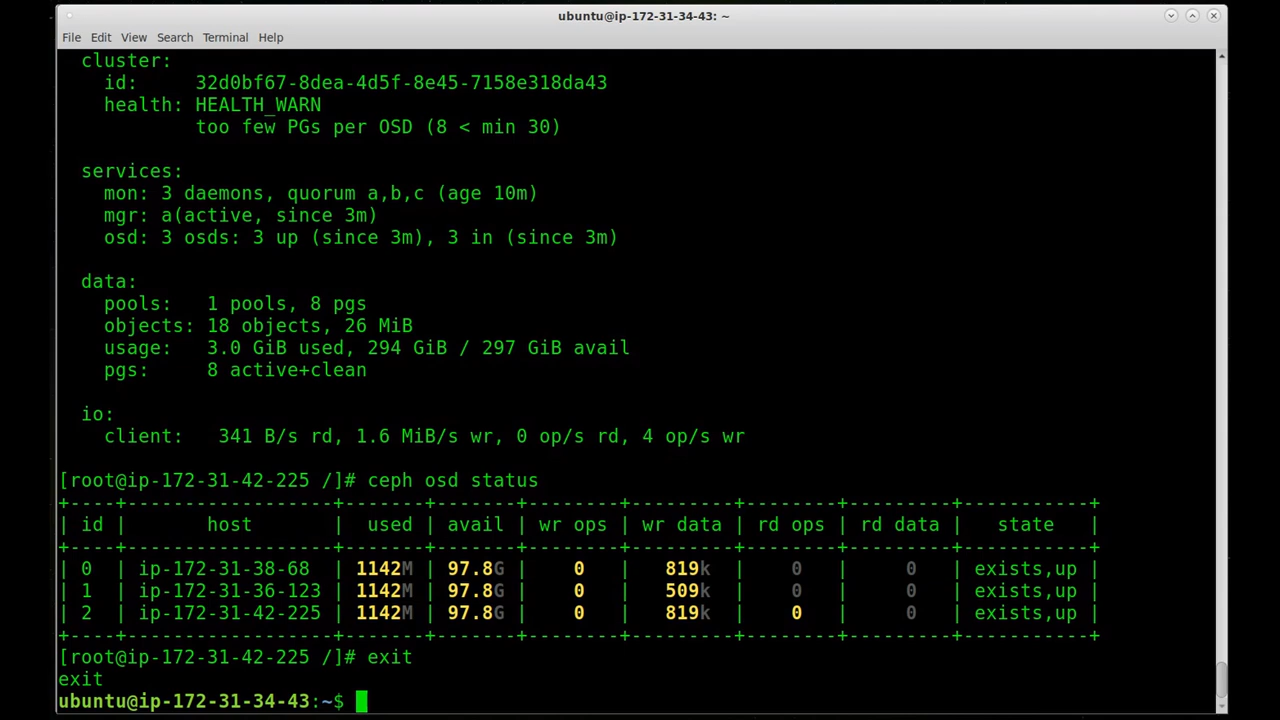 ubuntu@ip-172-31-34-43: ~
File Edit View Search Terminal Help
cluster:
id: 32d0bf67-8dea-4d5f-8e45-7158e318da43
health: HEALTH_WARN
too few PGs per OSD (8 < min 30)
services:
mon: 3 daemons, quorum a,b,c (age 10m)
mgr: a(active, since 3m)
osd: 3 osds: 3 up (since 3m), 3 in (since 3m)
data:
pools: 1 pools, 8 pgs
objects: 18 objects, 26 MiB
usage: 3.0 GiB used, 294 GiB / 297 GiB avail
pgs: 8 active+clean
io:
client: 341 B/s rd, 1.6 MiB/s wr, 0 op/s rd, 4 op/s wr
[root@ip-172-31-42-225 /]# ceph osd status
+----+------------------+-------+-------+--------+---------+--------+---------+-----------+
| id | host | used | avail | wr ops | wr data | rd ops | rd data | state |
+----+------------------+-------+-------+--------+---------+--------+---------+-----------+
| 0 | ip-172-31-38-68 | 1142M | 97.8G | 0 | 819k | 0 | 0 | exists,up |
| 1 | ip-172-31-36-123 | 1142M | 97.8G | 0 | 509k | 0 | 0 | exists,up |
| 2 | ip-172-31-42-225 | 1142M | 97.8G | 0 | 819k | 0 | 0 | exists,up |
+----+------------------+-------+-------+--------+---------+--------+---------+-----------+
[root@ip-172-31-42-225 /]# exit
exit
ubuntu@ip-172-31-34-43:~$